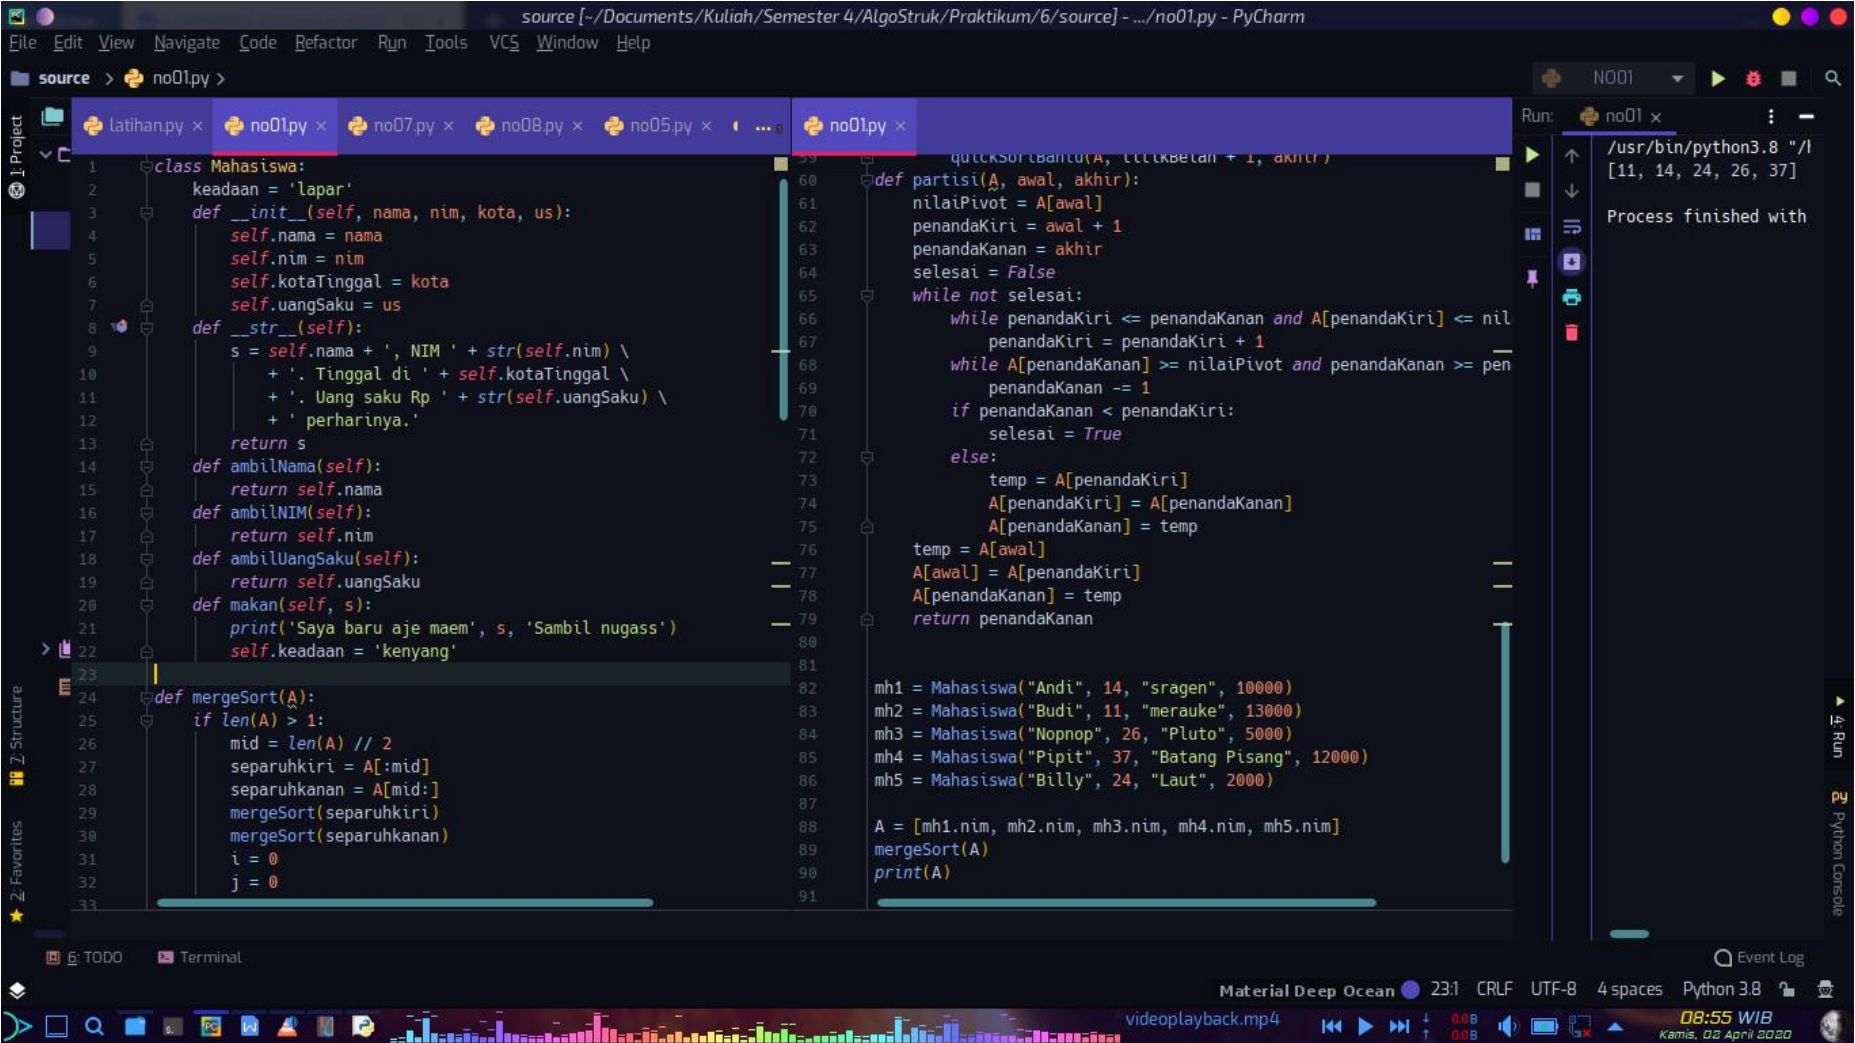 source [~/Documents/Kuliah/Semester 4/AlgoStruk/Praktikum/6/source] - .../no01.py - PyCharm
File Edit View Navigate Code Refactor Run Tools VCS Window Help
source > no01.py >
NO01
1: Project
latihan.py × no01.py × no07.py × no08.py × no05.py × ...
1 class Mahasiswa:
2 keadaan = 'lapar'
3 def __init__(self, nama, nim, kota, us):
4 self.nama = nama
5 self.nim = nim
6 self.kotaTinggal = kota
7 self.uangSaku = us
8 def __str__(self):
9 s = self.nama + ', NIM ' + str(self.nim) \
10 + '. Tinggal di ' + self.kotaTinggal \
11 + '. Uang saku Rp ' + str(self.uangSaku) \
12 + ' perharinya.'
13 return s
14 def ambilNama(self):
15 return self.nama
16 def ambilNIM(self):
17 return self.nim
18 def ambilUangSaku(self):
19 return self.uangSaku
20 def makan(self, s):
21 print('Saya baru aje maem', s, 'Sambil nugass')
22 self.keadaan = 'kenyang'
23
24 def mergeSort(A):
25 if len(A) > 1:
26 mid = len(A) // 2
27 separuhkiri = A[:mid]
28 separuhkanan = A[mid:]
29 mergeSort(separuhkiri)
30 mergeSort(separuhkanan)
31 i = 0
32 j = 0
33
no01.py ×
59 quickSortBantu(A, titikBelah + 1, akhir)
60 def partisi(A, awal, akhir):
61 nilaiPivot = A[awal]
62 penandaKiri = awal + 1
63 penandaKanan = akhir
64 selesai = False
65 while not selesai:
66 while penandaKiri <= penandaKanan and A[penandaKiri] <= nil
67 penandaKiri = penandaKiri + 1
68 while A[penandaKanan] >= nilaiPivot and penandaKanan >= pen
69 penandaKanan -= 1
70 if penandaKanan < penandaKiri:
71 selesai = True
72 else:
73 temp = A[penandaKiri]
74 A[penandaKiri] = A[penandaKanan]
75 A[penandaKanan] = temp
76 temp = A[awal]
77 A[awal] = A[penandaKiri]
78 A[penandaKanan] = temp
79 return penandaKanan
80
81
82 mh1 = Mahasiswa("Andi", 14, "sragen", 10000)
83 mh2 = Mahasiswa("Budi", 11, "merauke", 13000)
84 mh3 = Mahasiswa("Nopnop", 26, "Pluto", 5000)
85 mh4 = Mahasiswa("Pipit", 37, "Batang Pisang", 12000)
86 mh5 = Mahasiswa("Billy", 24, "Laut", 2000)
87
88 A = [mh1.nim, mh2.nim, mh3.nim, mh4.nim, mh5.nim]
89 mergeSort(A)
90 print(A)
91
Run: no01 ×
/usr/bin/python3.8 "/h
[11, 14, 24, 26, 37]
Process finished with
7: Structure
2: Favorites
4: Run
py Python Console
6: TODO Terminal Event Log
Material Deep Ocean 23:1 CRLF UTF-8 4 spaces Python 3.8
videoplayback.mp4
0.0B
0.0B
08:55 WIB
Kamis, 02 April 2020